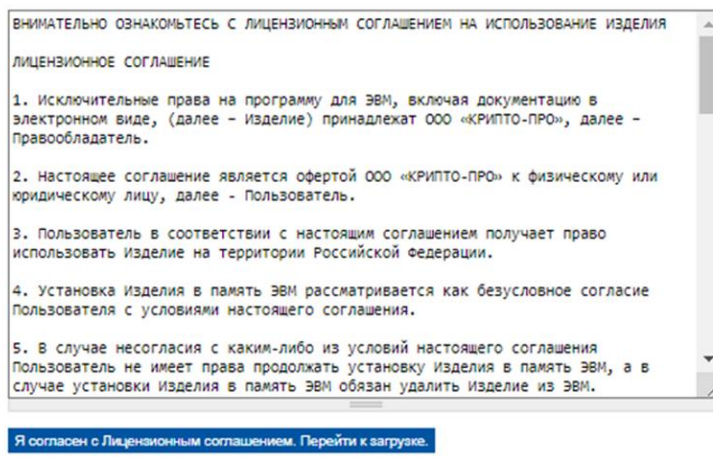 ВНИМАТЕЛЬНО ОЗНАКОМЬТЕСЬ С ЛИЦЕНЗИОННЫМ СОГЛАШЕНИЕМ НА ИСПОЛЬЗОВАНИЕ ИЗДЕЛИЯ
ЛИЦЕНЗИОННОЕ СОГЛАШЕНИЕ
1. Исключительные права на программу для ЭВМ, включая документацию в
электронном виде, (далее – Изделие) принадлежат ООО «КРИПТО-ПРО», далее –
Правообладатель.
2. Настоящее соглашение является офертой ООО «КРИПТО-ПРО» к физическому или
юридическому лицу, далее - Пользователь.
3. Пользователь в соответствии с настоящим соглашением получает право
использовать Изделие на территории Российской Федерации.
4. Установка Изделия в память ЭВМ рассматривается как безусловное согласие
Пользователя с условиями настоящего соглашения.
5. В случае несогласия с каким-либо из условий настоящего соглашения
Пользователь не имеет права продолжать установку Изделия в память ЭВМ, а в
случае установки Изделия в память ЭВМ обязан удалить Изделие из ЭВМ.
Я согласен с Лицензионным соглашением. Перейти к загрузке.